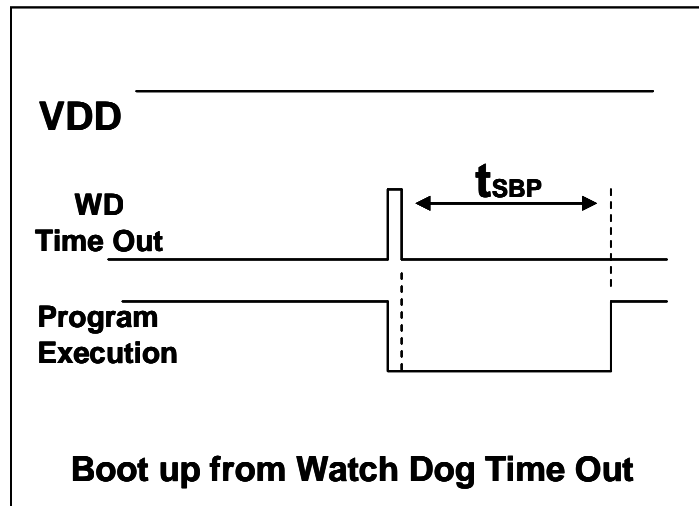 VDD
tSBP
WD
Time Out
Program
Execution
Boot up from Watch Dog Time Out